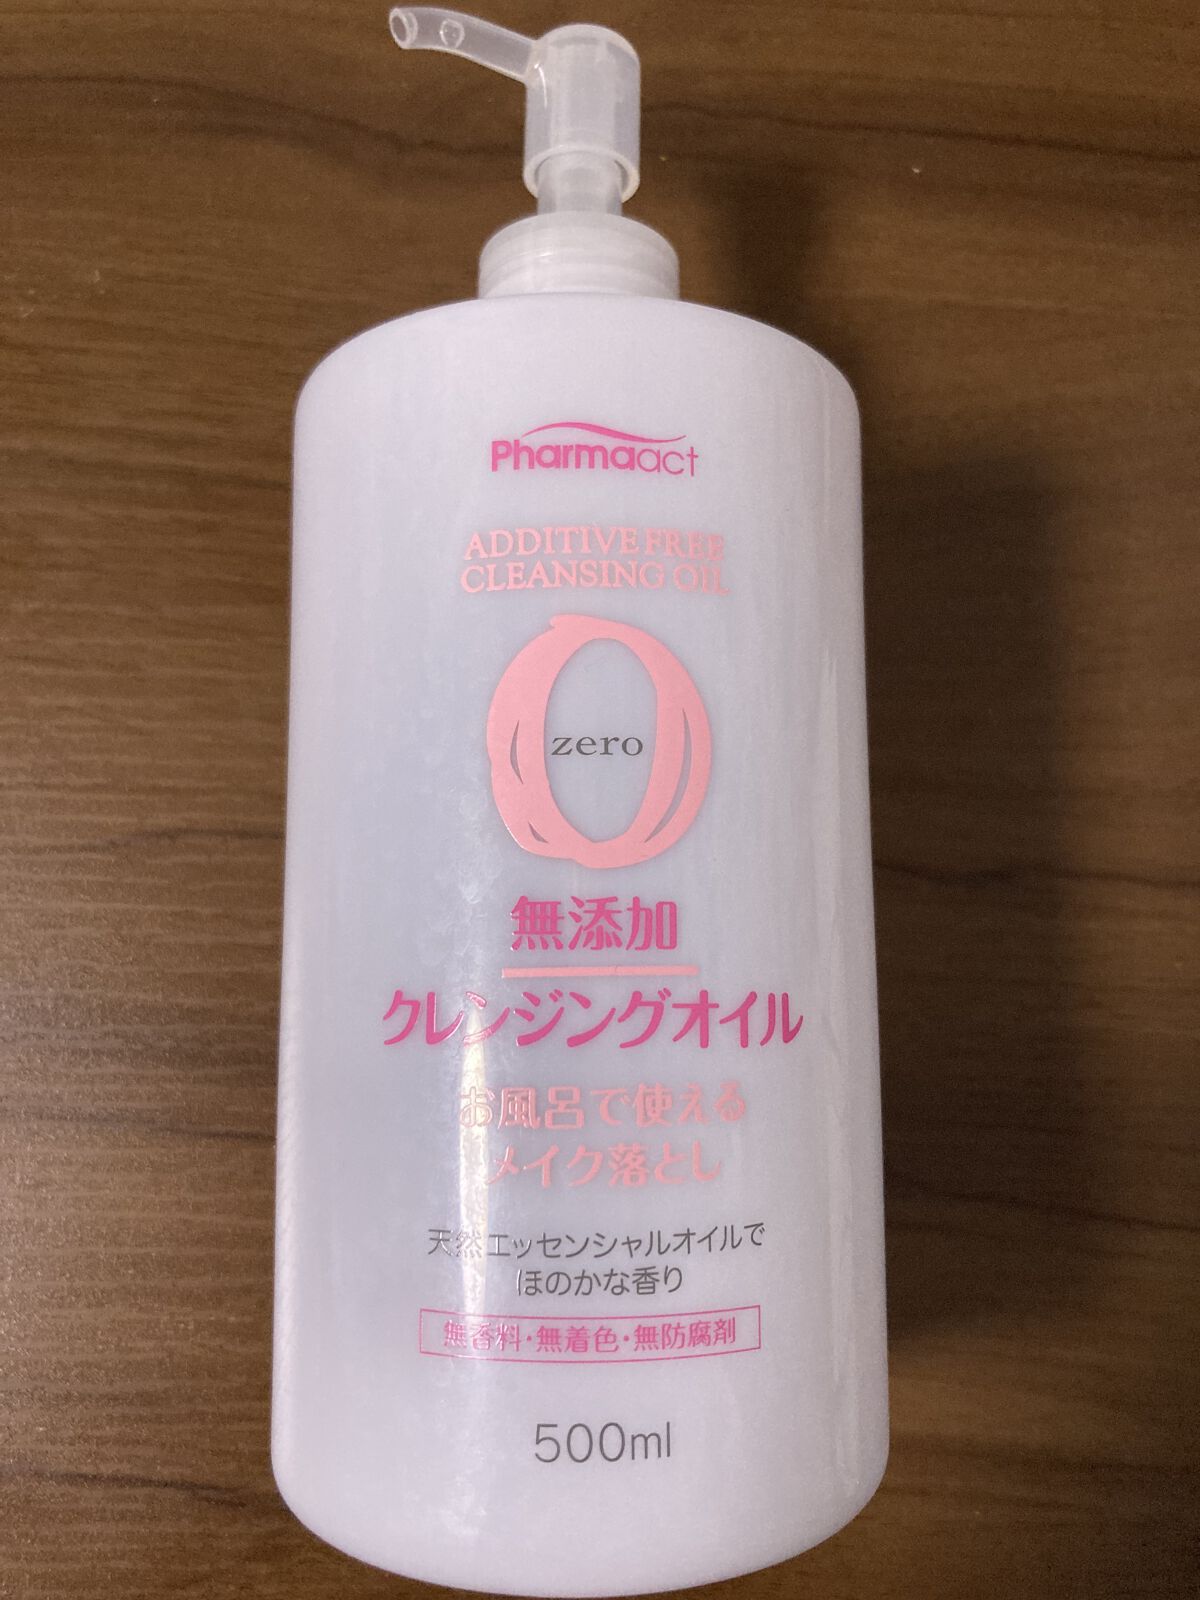 Pharmaact
ADDITIVE FREE
CLEANSING OIL
zero
無添加
クレンジングオイル
お風呂で使える
メイク落とし
天然エッセンシャルオイルで
ほのかな香り
無香料・無着色・無防腐剤
500ml